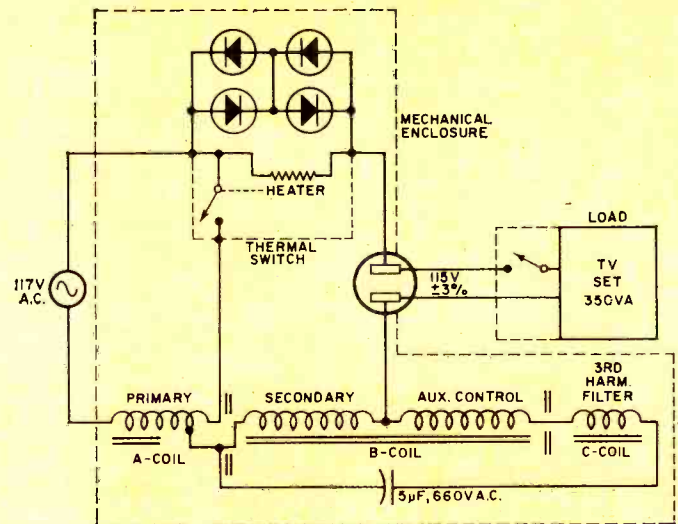 MECHANICAL
ENCLOSURE
HEATER
THERMAL
SWITCH
LOAD
117V
A.C.
115V
±3%
TV
SET
350VA
PRIMARY
SECONDARY
AUX. CONTROL
3RD
HARM.
FILTER
A-COIL
B-COIL
C-COIL
5µF, 660V A.C.